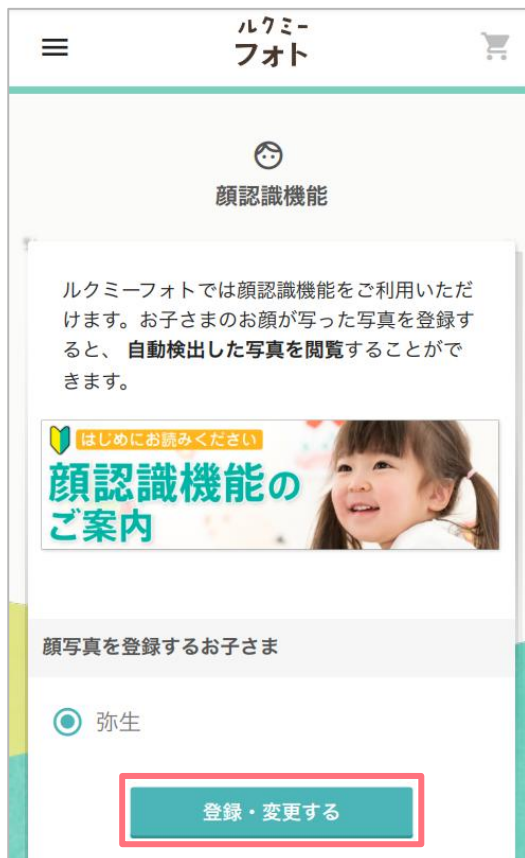 ルクミー
フォト
顔認識機能
ルクミーフォトでは顔認識機能をご利用いただ
けます。お子さまのお顔が写った写真を登録す
ると、 自動検出した写真を閲覧することがで
きます。
はじめにお読みください
顔認識機能の
ご案内
顔写真を登録するお子さま
弥生
登録・変更する